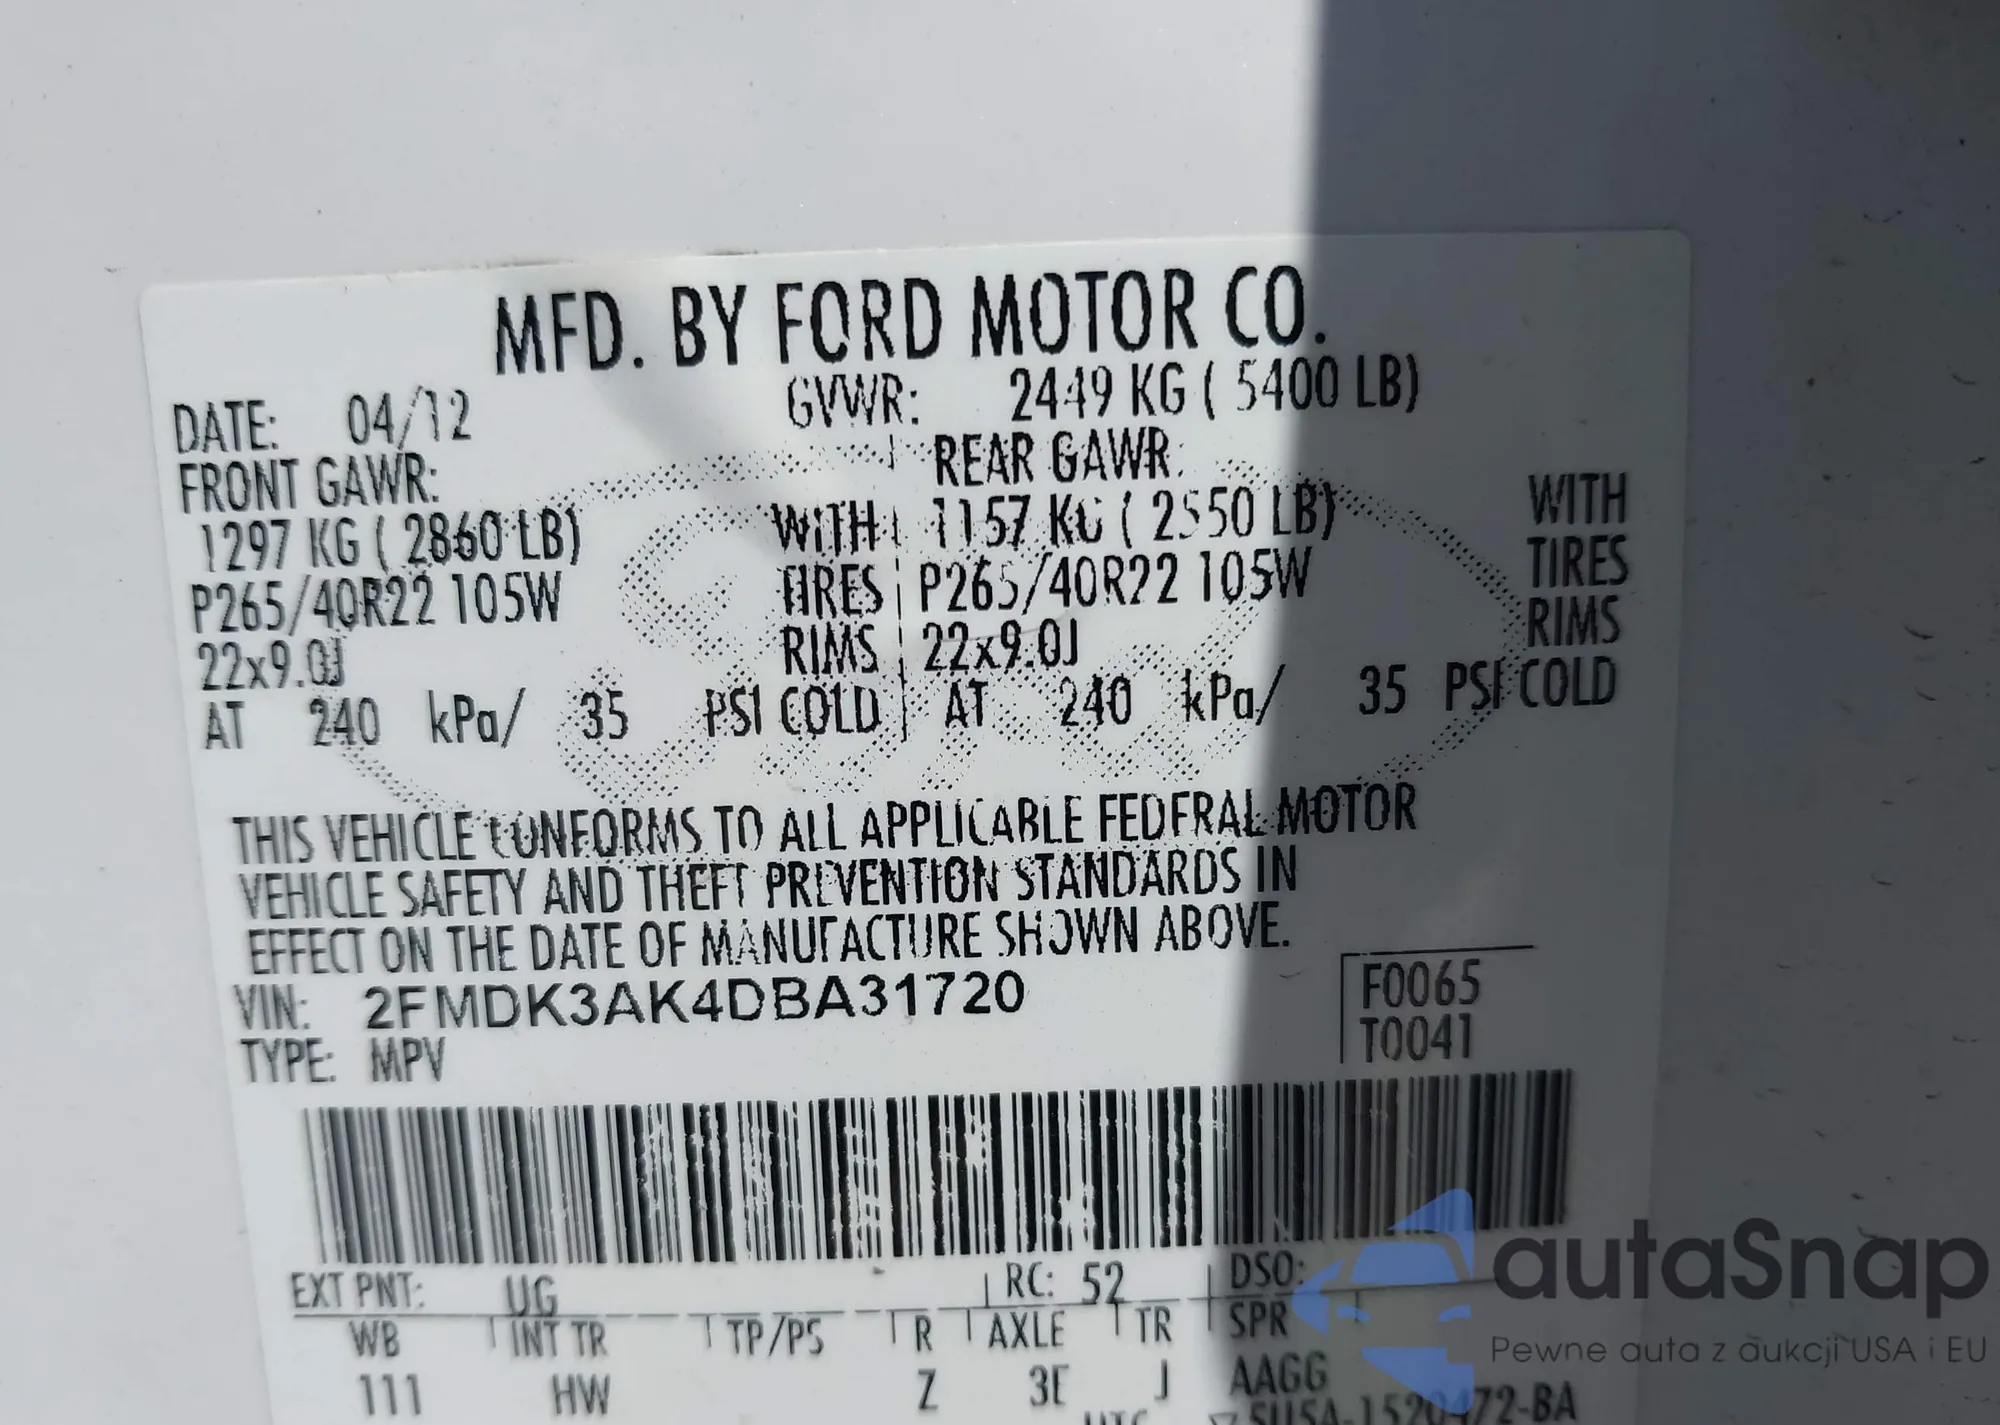 MFD. BY FORD MOTOR CO.
DATE: 04/12 GVWR: 2449 KG ( 5400 LB)
FRONT GAWR: REAR GAWR:
1297 KG ( 2860 LB) WITH 1157 KG ( 2550 LB) WITH
P265/40R22 105W TIRES P265/40R22 105W TIRES
22x9.0J RIMS 22x9.0J RIMS
AT 240 kPa/ 35 PSI COLD AT 240 kPa/ 35 PSI COLD
THIS VEHICLE CONFORMS TO ALL APPLICABLE FEDERAL MOTOR
VEHICLE SAFETY AND THEFT PREVENTION STANDARDS IN
EFFECT ON THE DATE OF MANUFACTURE SHOWN ABOVE.
VIN: 2FMDK3AK4DBA31720
TYPE: MPV
F0065
T0041
EXT PNT: UG RC: 52 DSO:
WB INT TR TP/PS R AXLE TR SPR
111 HW Z 3E J AAGG
autaSnap
Pewne auta z aukcji USA i EU